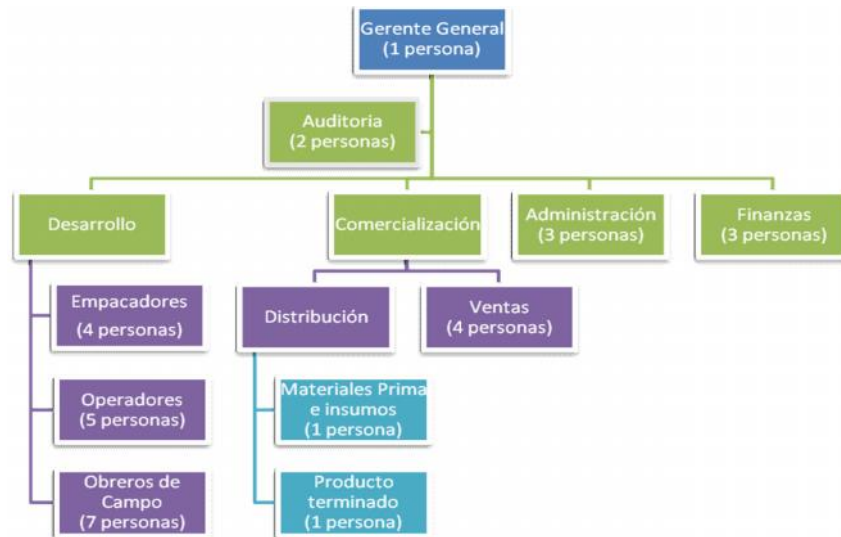 Gerente General
(1 persona)
Auditoria
(2 personas)
Desarrollo
Comercialización
Administración
(3 personas)
Finanzas
(3 personas)
Empacadores
(4 personas)
Distribución
Ventas
(4 personas)
Operadores
(5 personas)
Materiales Prima
e insumos
(1 persona)
Obreros de
Campo
(7 personas)
Producto
terminado
(1 persona)